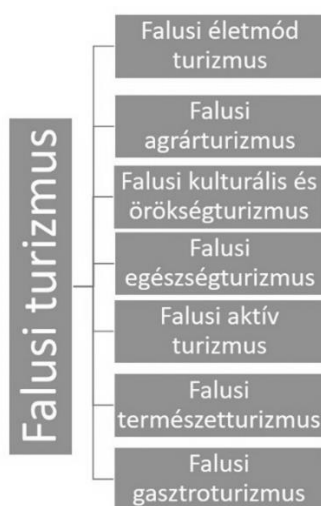 Falusi turizmus
Falusi életmód
turizmus
Falusi
agrárturizmus
Falusi kulturális és
örökségturizmus
Falusi
egészségturizmus
Falusi aktív
turizmus
Falusi
természetturizmus
Falusi
gasztroturizmus